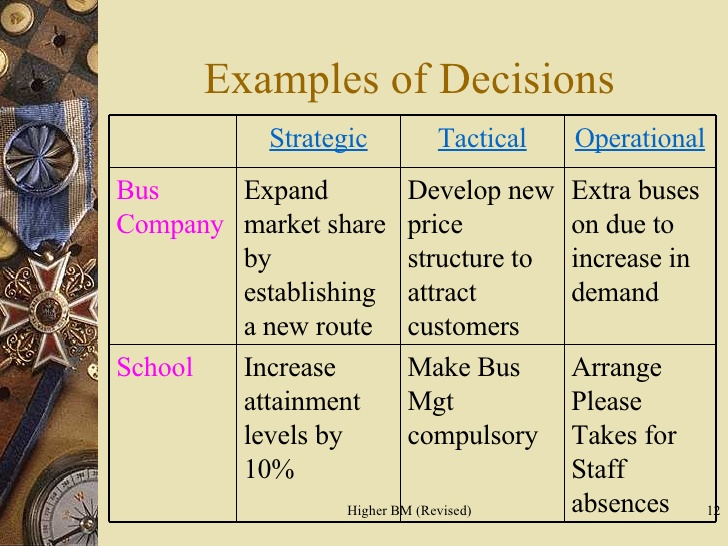 Examples of Decisions
Strategic Tactical Operational
Bus Company
Expand
market share
by
establishing
a new route
Develop new
price
structure to
attract
customers
Extra buses
on due to
increase in
demand
School
Increase
attainment
levels by
10%
Make Bus
Mgt
compulsory
Arrange
Please
Takes for
Staff
absences
Higher BM (Revised)
12